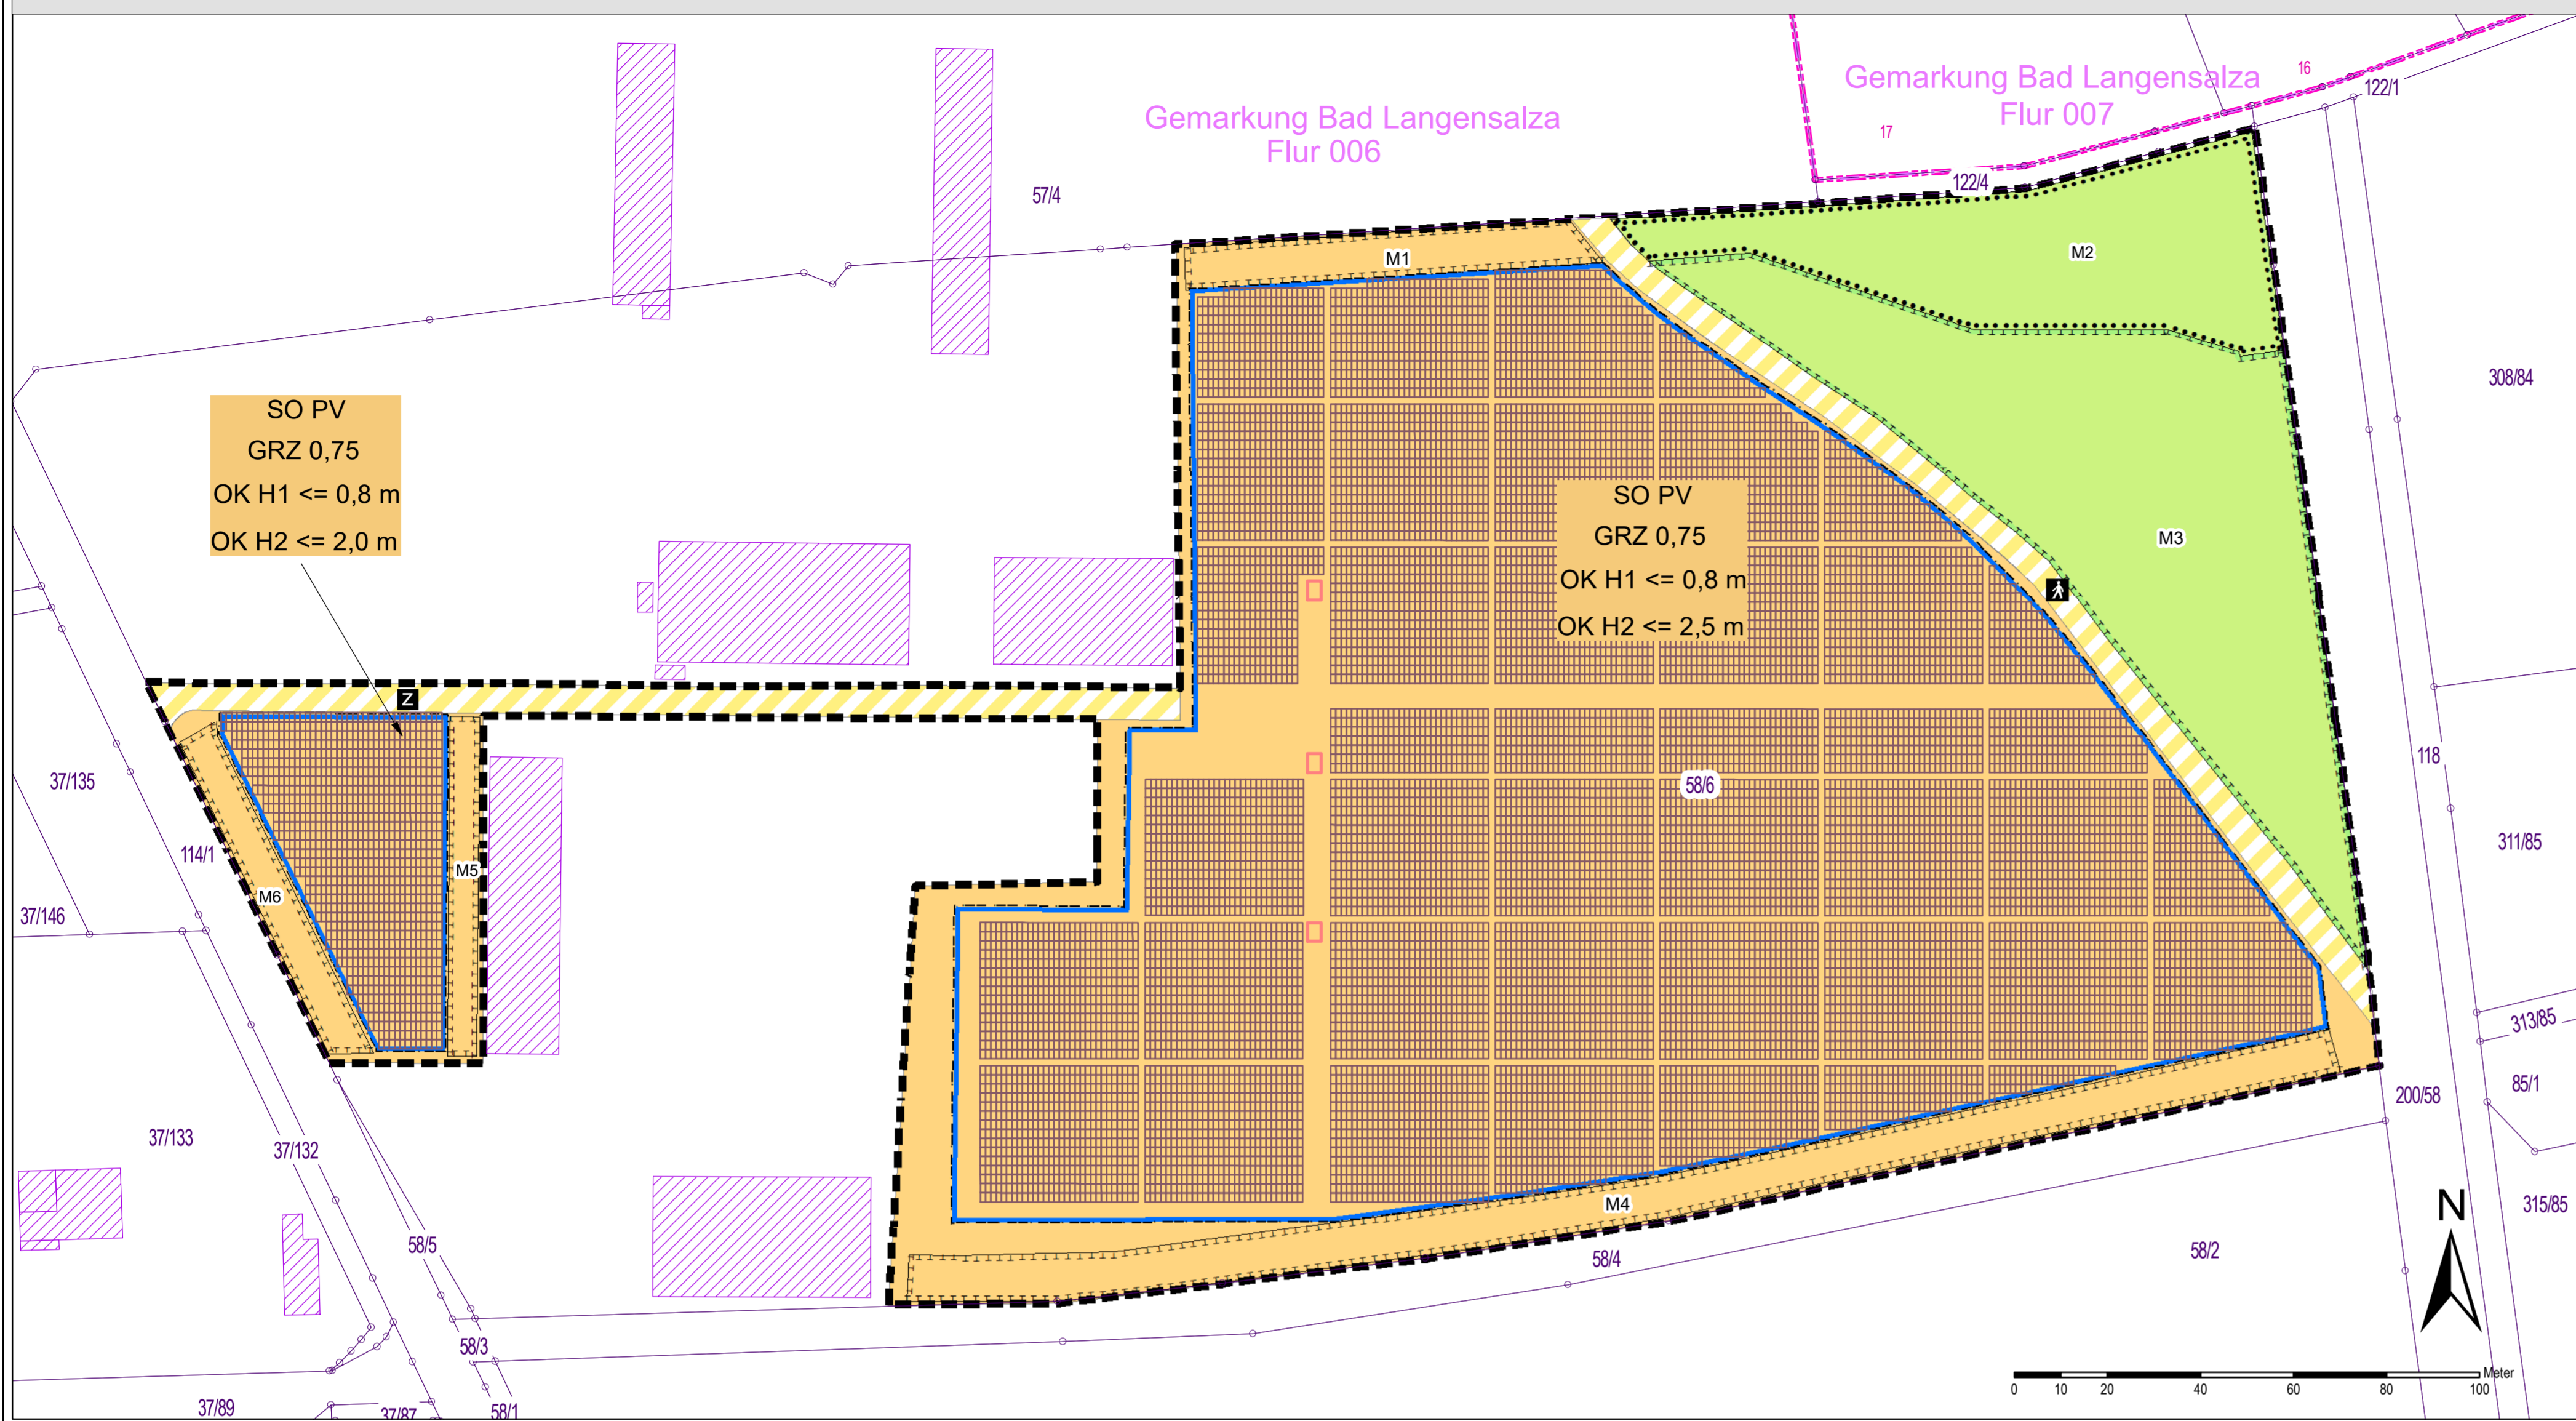 Gemarkung Bad Langensalza
Flur 007
16
122/1
17
Gemarkung Bad Langensalza
Flur 006
57/4
122/4
M1
M2
308/84
SO PV
GRZ 0,75
OK H1 <= 0,8 m
OK H2 <= 2,0 m
SO PV
GRZ 0,75
OK H1 <= 0,8 m
OK H2 <= 2,5 m
M3
Z
37/135
58/6
118
114/1
M5
M6
311/85
37/146
313/85
85/1
200/58
37/133
37/132
M4
315/85
N
58/5
58/4
58/2
58/3
Meter
0 10 20 40 60 80 100
37/89
37/87
58/1